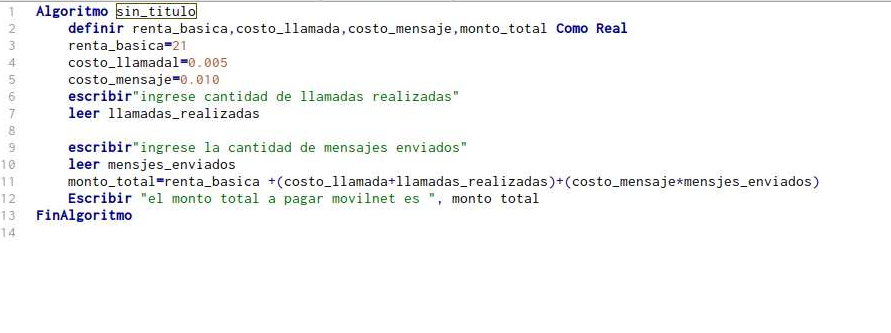 1 Algoritmo sin_titulo
2 definir renta_basica,costo_llamada,costo_mensaje,monto_total Como Real
3 renta_basica=21
4 costo_llamadal=0.005
5 costo_mensaje=0.010
6 escribir"ingrese cantidad de llamadas realizadas"
7 leer llamadas_realizadas
8
9 escribir"ingrese la cantidad de mensajes enviados"
10 leer mensjes_enviados
11 monto_total=renta_basica +(costo_llamada+llamadas_realizadas)+(costo_mensaje*mensjes_enviados)
12 Escribir "el monto total a pagar movilnet es ", monto total
13 FinAlgoritmo
14